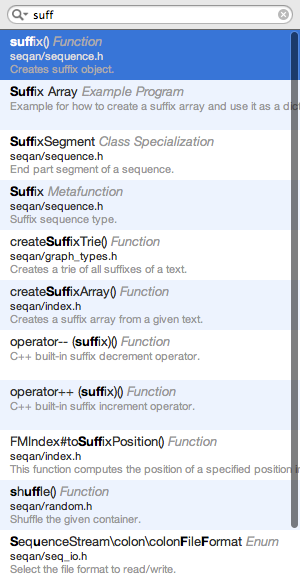 suff
suffix() Function
seqan/sequence.h
Creates suffix object.
Suffix Array Example Program
Example for how to create a suffix array and use it as a dict
SuffixSegment Class Specialization
seqan/sequence.h
End part segment of a sequence.
Suffix Metafunction
seqan/sequence.h
Suffix sequence type.
createSuffixTrie() Function
seqan/graph_types.h
Creates a trie of all suffixes of a text.
createSuffixArray() Function
seqan/index.h
Creates a suffix array from a given text.
operator-- (suffix)() Function
C++ built-in suffix decrement operator.
operator++ (suffix)() Function
C++ built-in suffix increment operator.
FMIndex#toSuffixPosition() Function
seqan/index.h
This function computes the position of a specified position in
shuffle() Function
seqan/random.h
Shuffle the given container.
SequenceStream\colon\colonFileFormat Enum
seqan/seq_io.h
Select the file format to read/write.